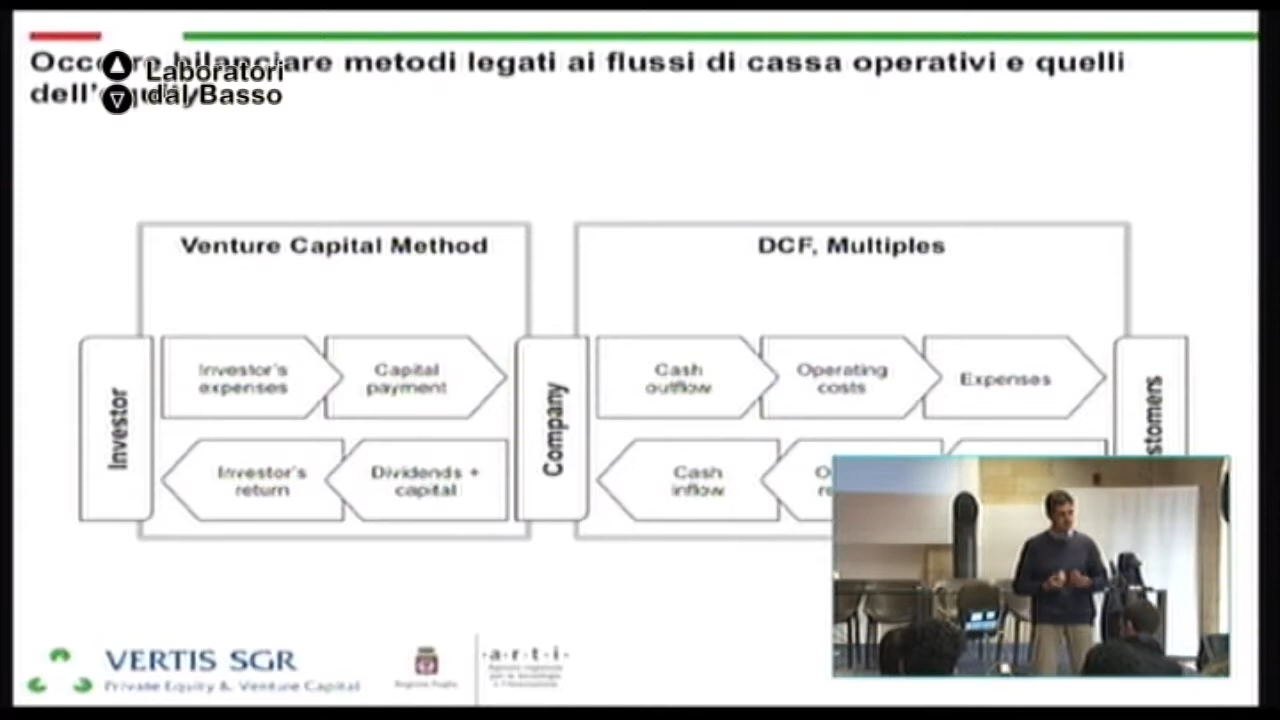 Occorre bilanciare metodi legati ai flussi di cassa operativi e quelli
dell'equity
Laboratori
dal Basso
Venture Capital Method
DCF, Multiples
Investor
Investor's
expenses
Capital
payment
Company
Cash
outflow
Operating
costs
Expenses
stomers
Investor's
return
Dividends +
capital
Cash
inflow
VERTIS SGR
Private Equity & Venture Capital
Regione Puglia
·a·r·t·i·